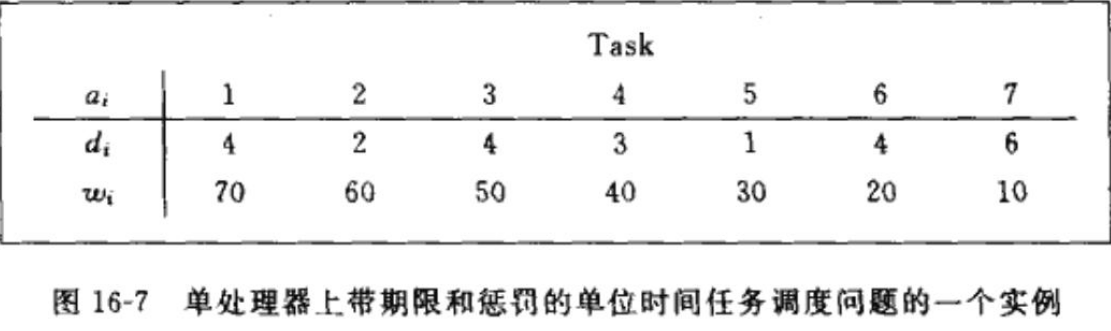 Task
a_i 1 2 3 4 5 6 7
d_i 4 2 4 3 1 4 6
w_i 70 60 50 40 30 20 10
图 16-7 单处理器上带期限和惩罚的单位时间任务调度问题的一个实例